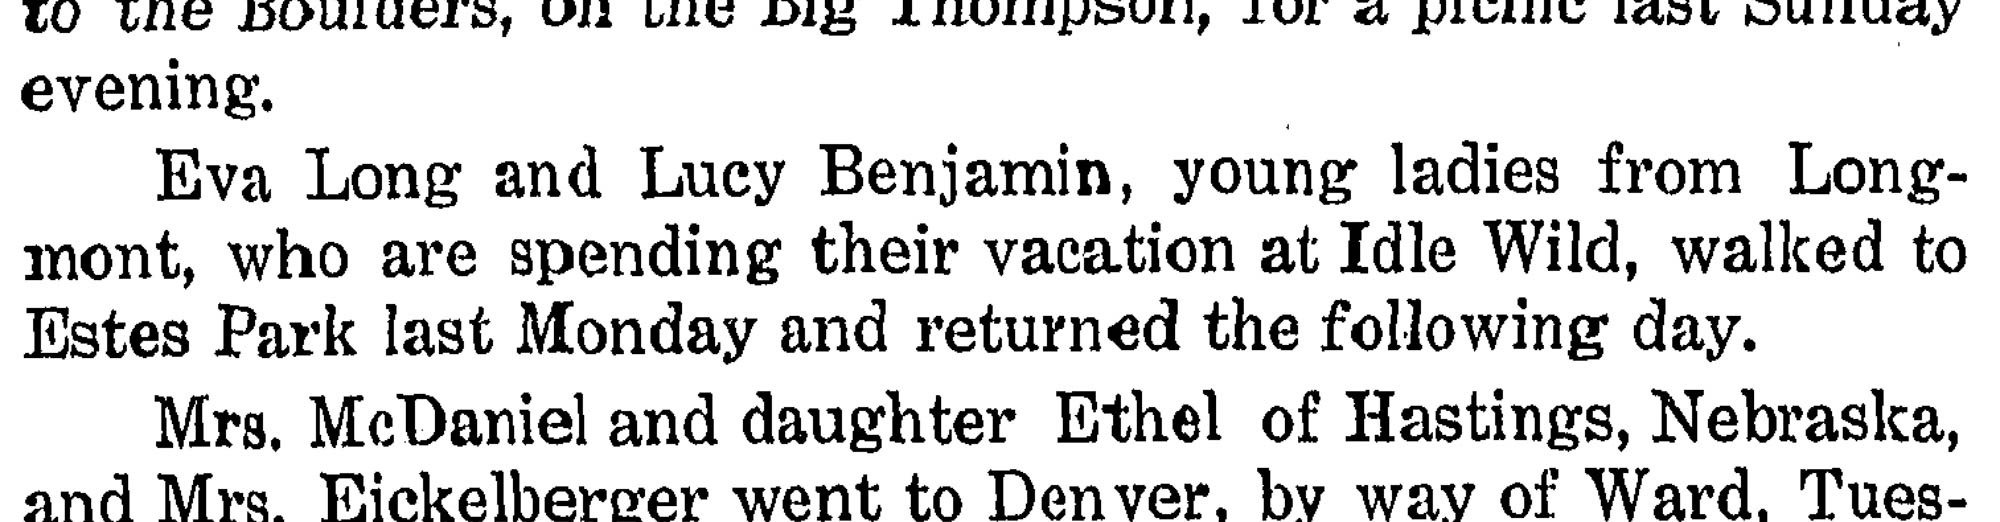 to the Boulders, on the Big Thompson, for a picnic last Sunday
evening.
Eva Long and Lucy Benjamin, young ladies from Long-
mont, who are spending their vacation at Idle Wild, walked to
Estes Park last Monday and returned the following day.
Mrs. McDaniel and daughter Ethel of Hastings, Nebraska,
and Mrs. Eickelberger went to Denver, by way of Ward, Tues-